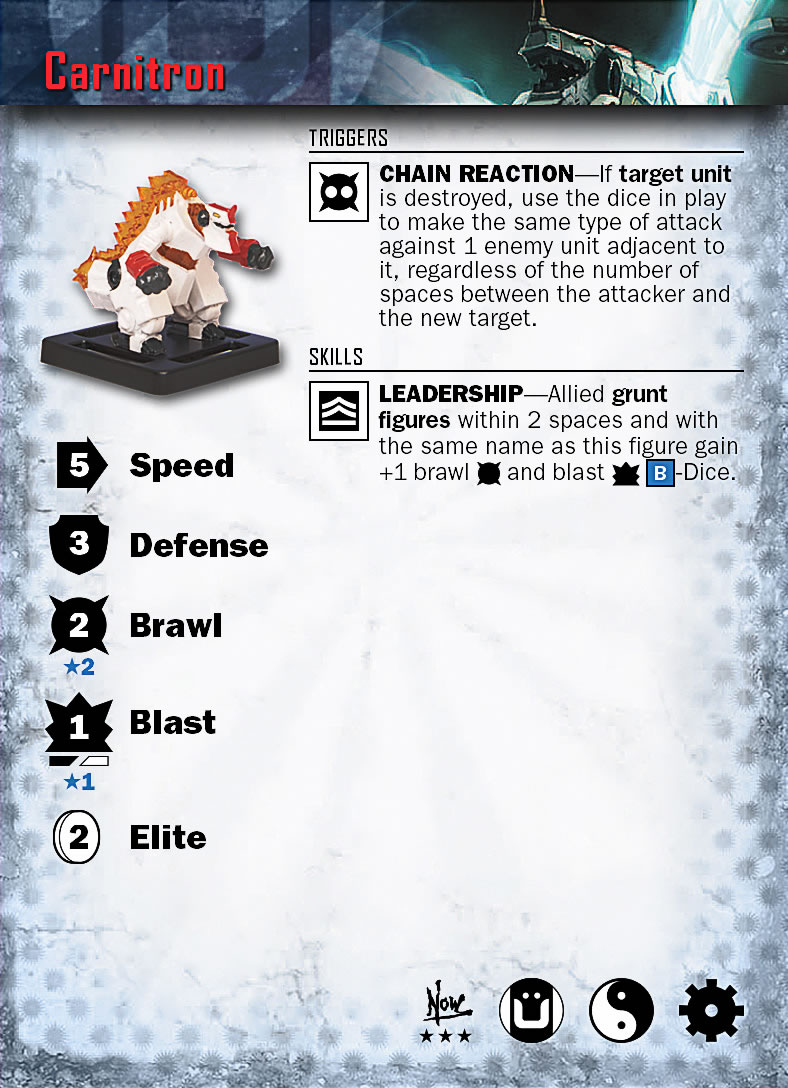 Carnitron
TRIGGERS
CHAIN REACTION—If target unit
is destroyed, use the dice in play
to make the same type of attack
against 1 enemy unit adjacent to
it, regardless of the number of
spaces between the attacker and
the new target.
SKILLS
LEADERSHIP—Allied grunt
figures within 2 spaces and with
the same name as this figure gain
+1 brawl and blast B-Dice.
5 Speed
3 Defense
2 Brawl
★2
1 Blast
★1
2 Elite
Now
★★★